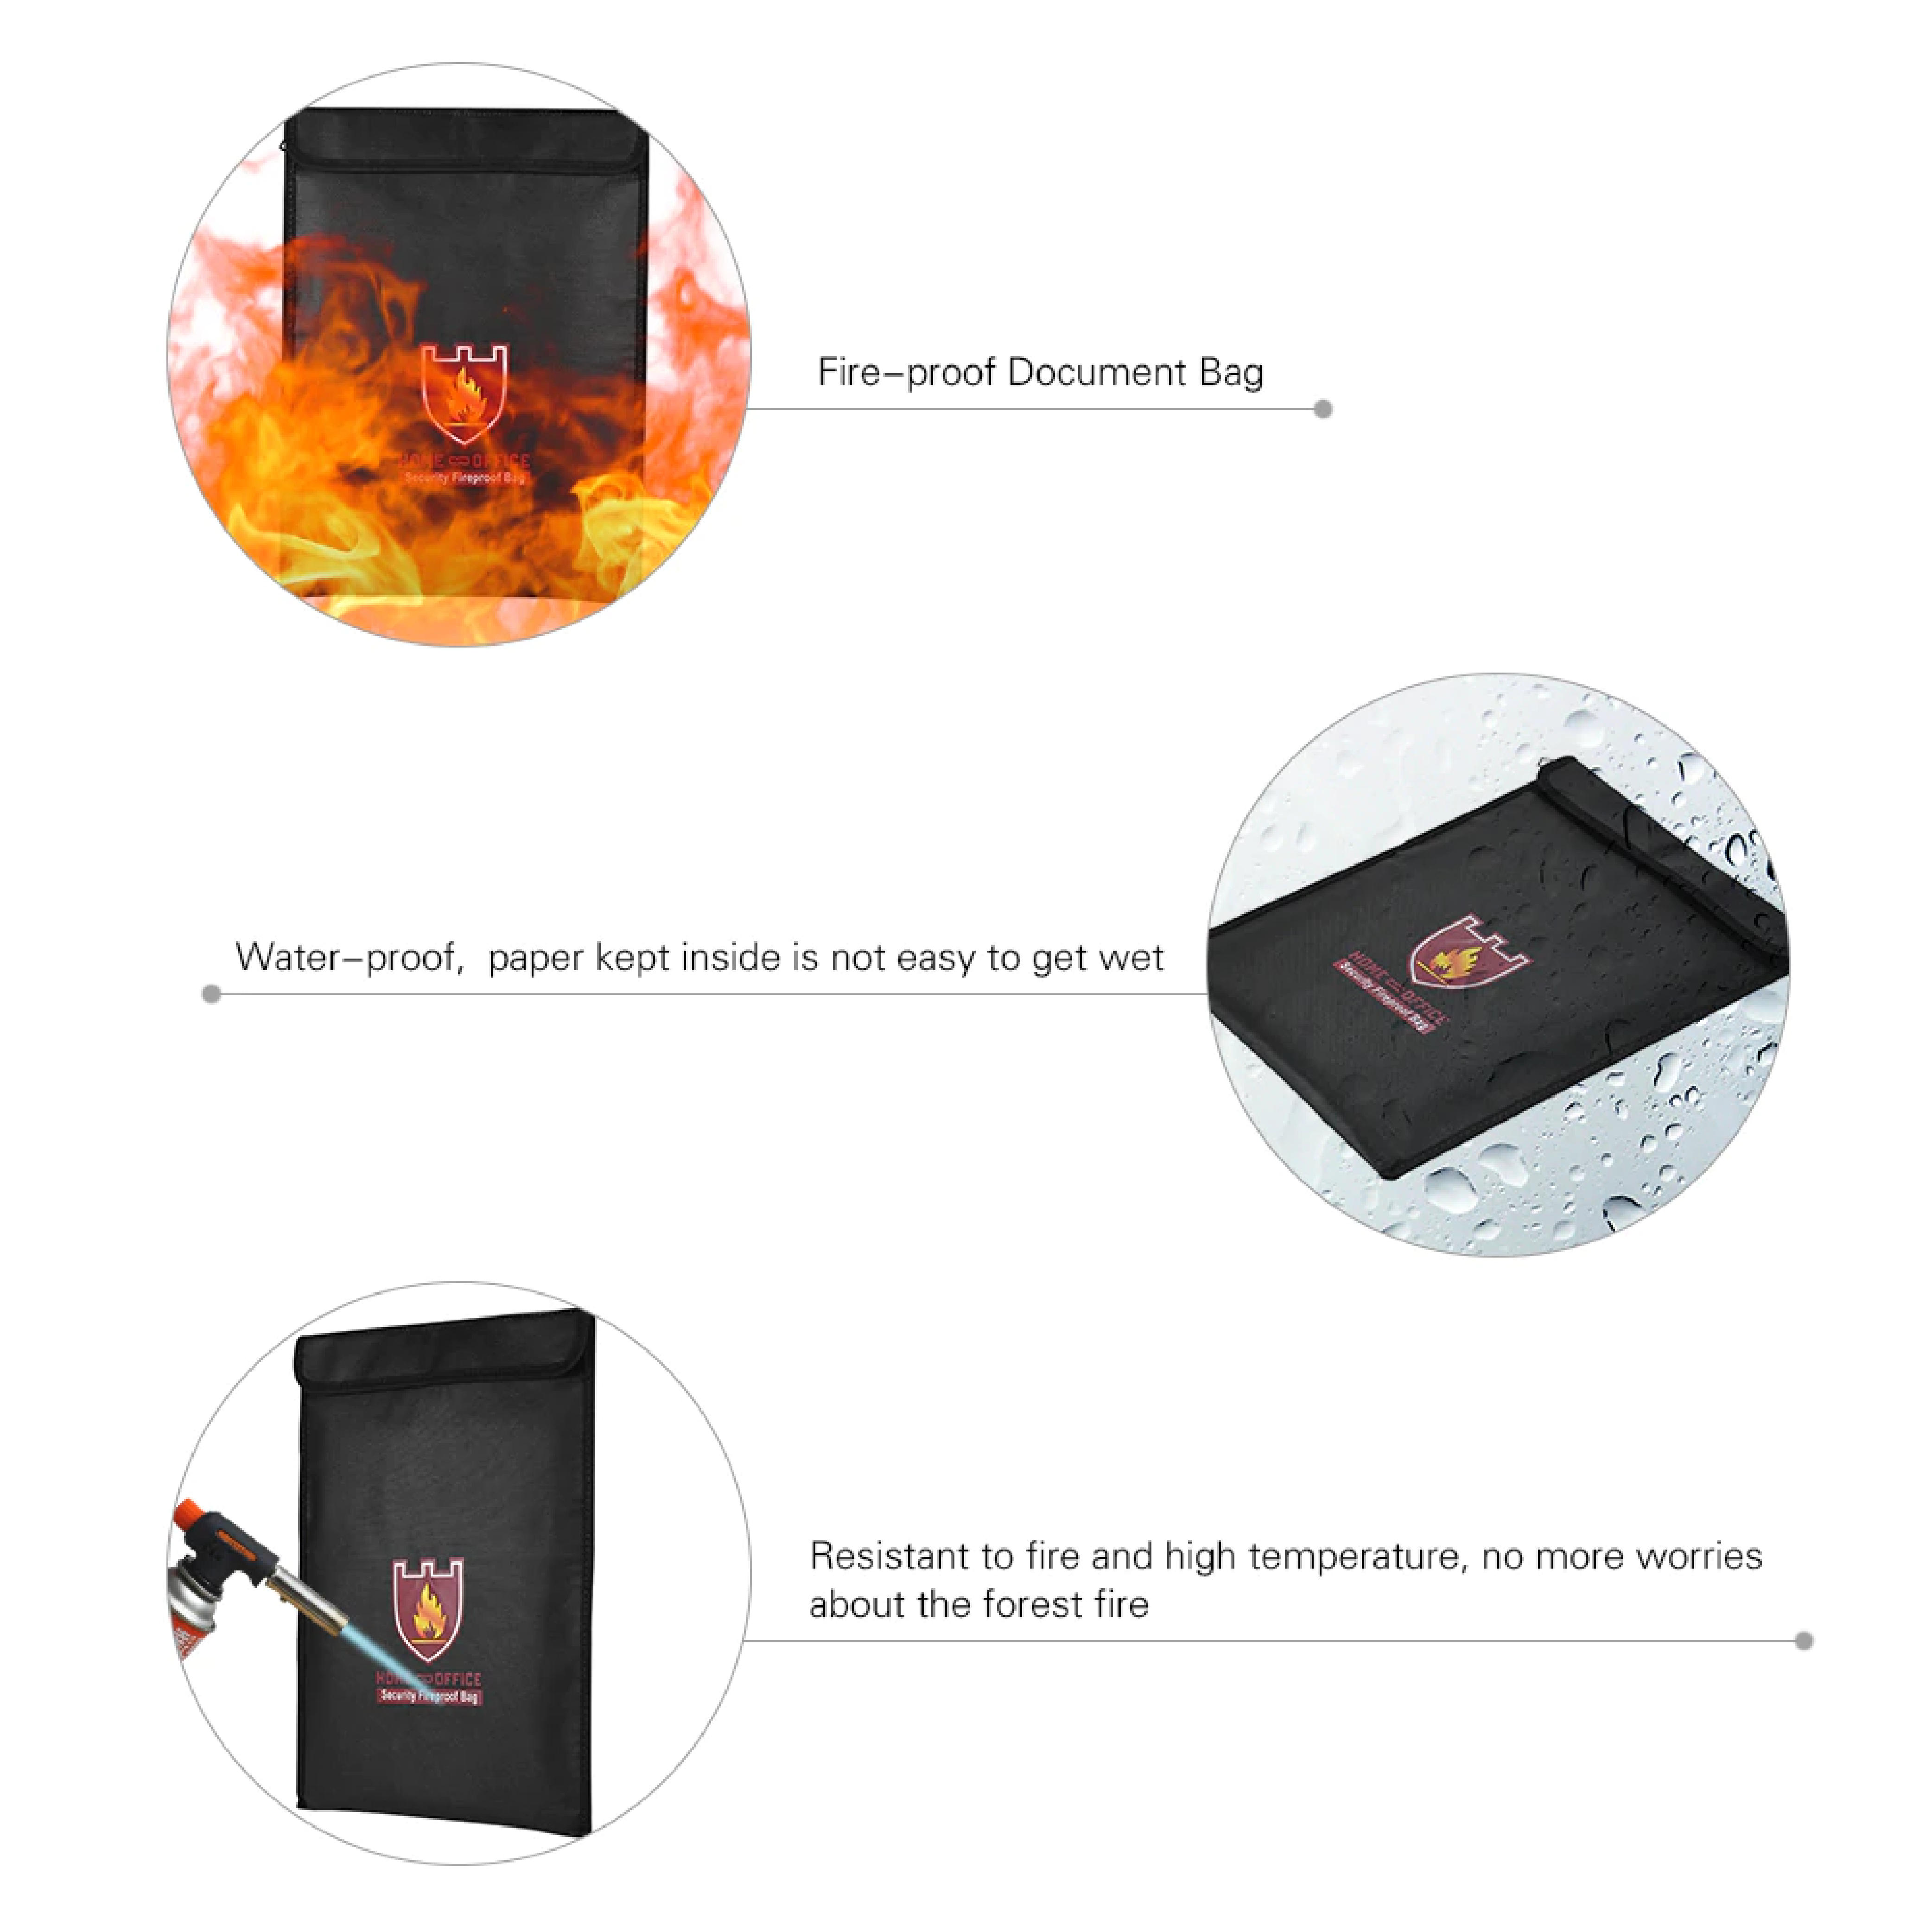 HOME OFFICE
Security Fireproof Bag
Fire-proof Document Bag
Water-proof, paper kept inside is not easy to get wet
HOME OFFICE
Security Fireproof Bag
HOME OFFICE
Security Fireproof Bag
Resistant to fire and high temperature, no more worries
about the forest fire